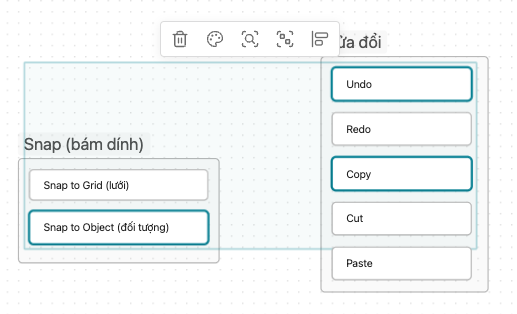 ửa đổi
Undo
Redo
Copy
Cut
Paste
Snap (bám dính)
Snap to Grid (lưới)
Snap to Object (đối tượng)